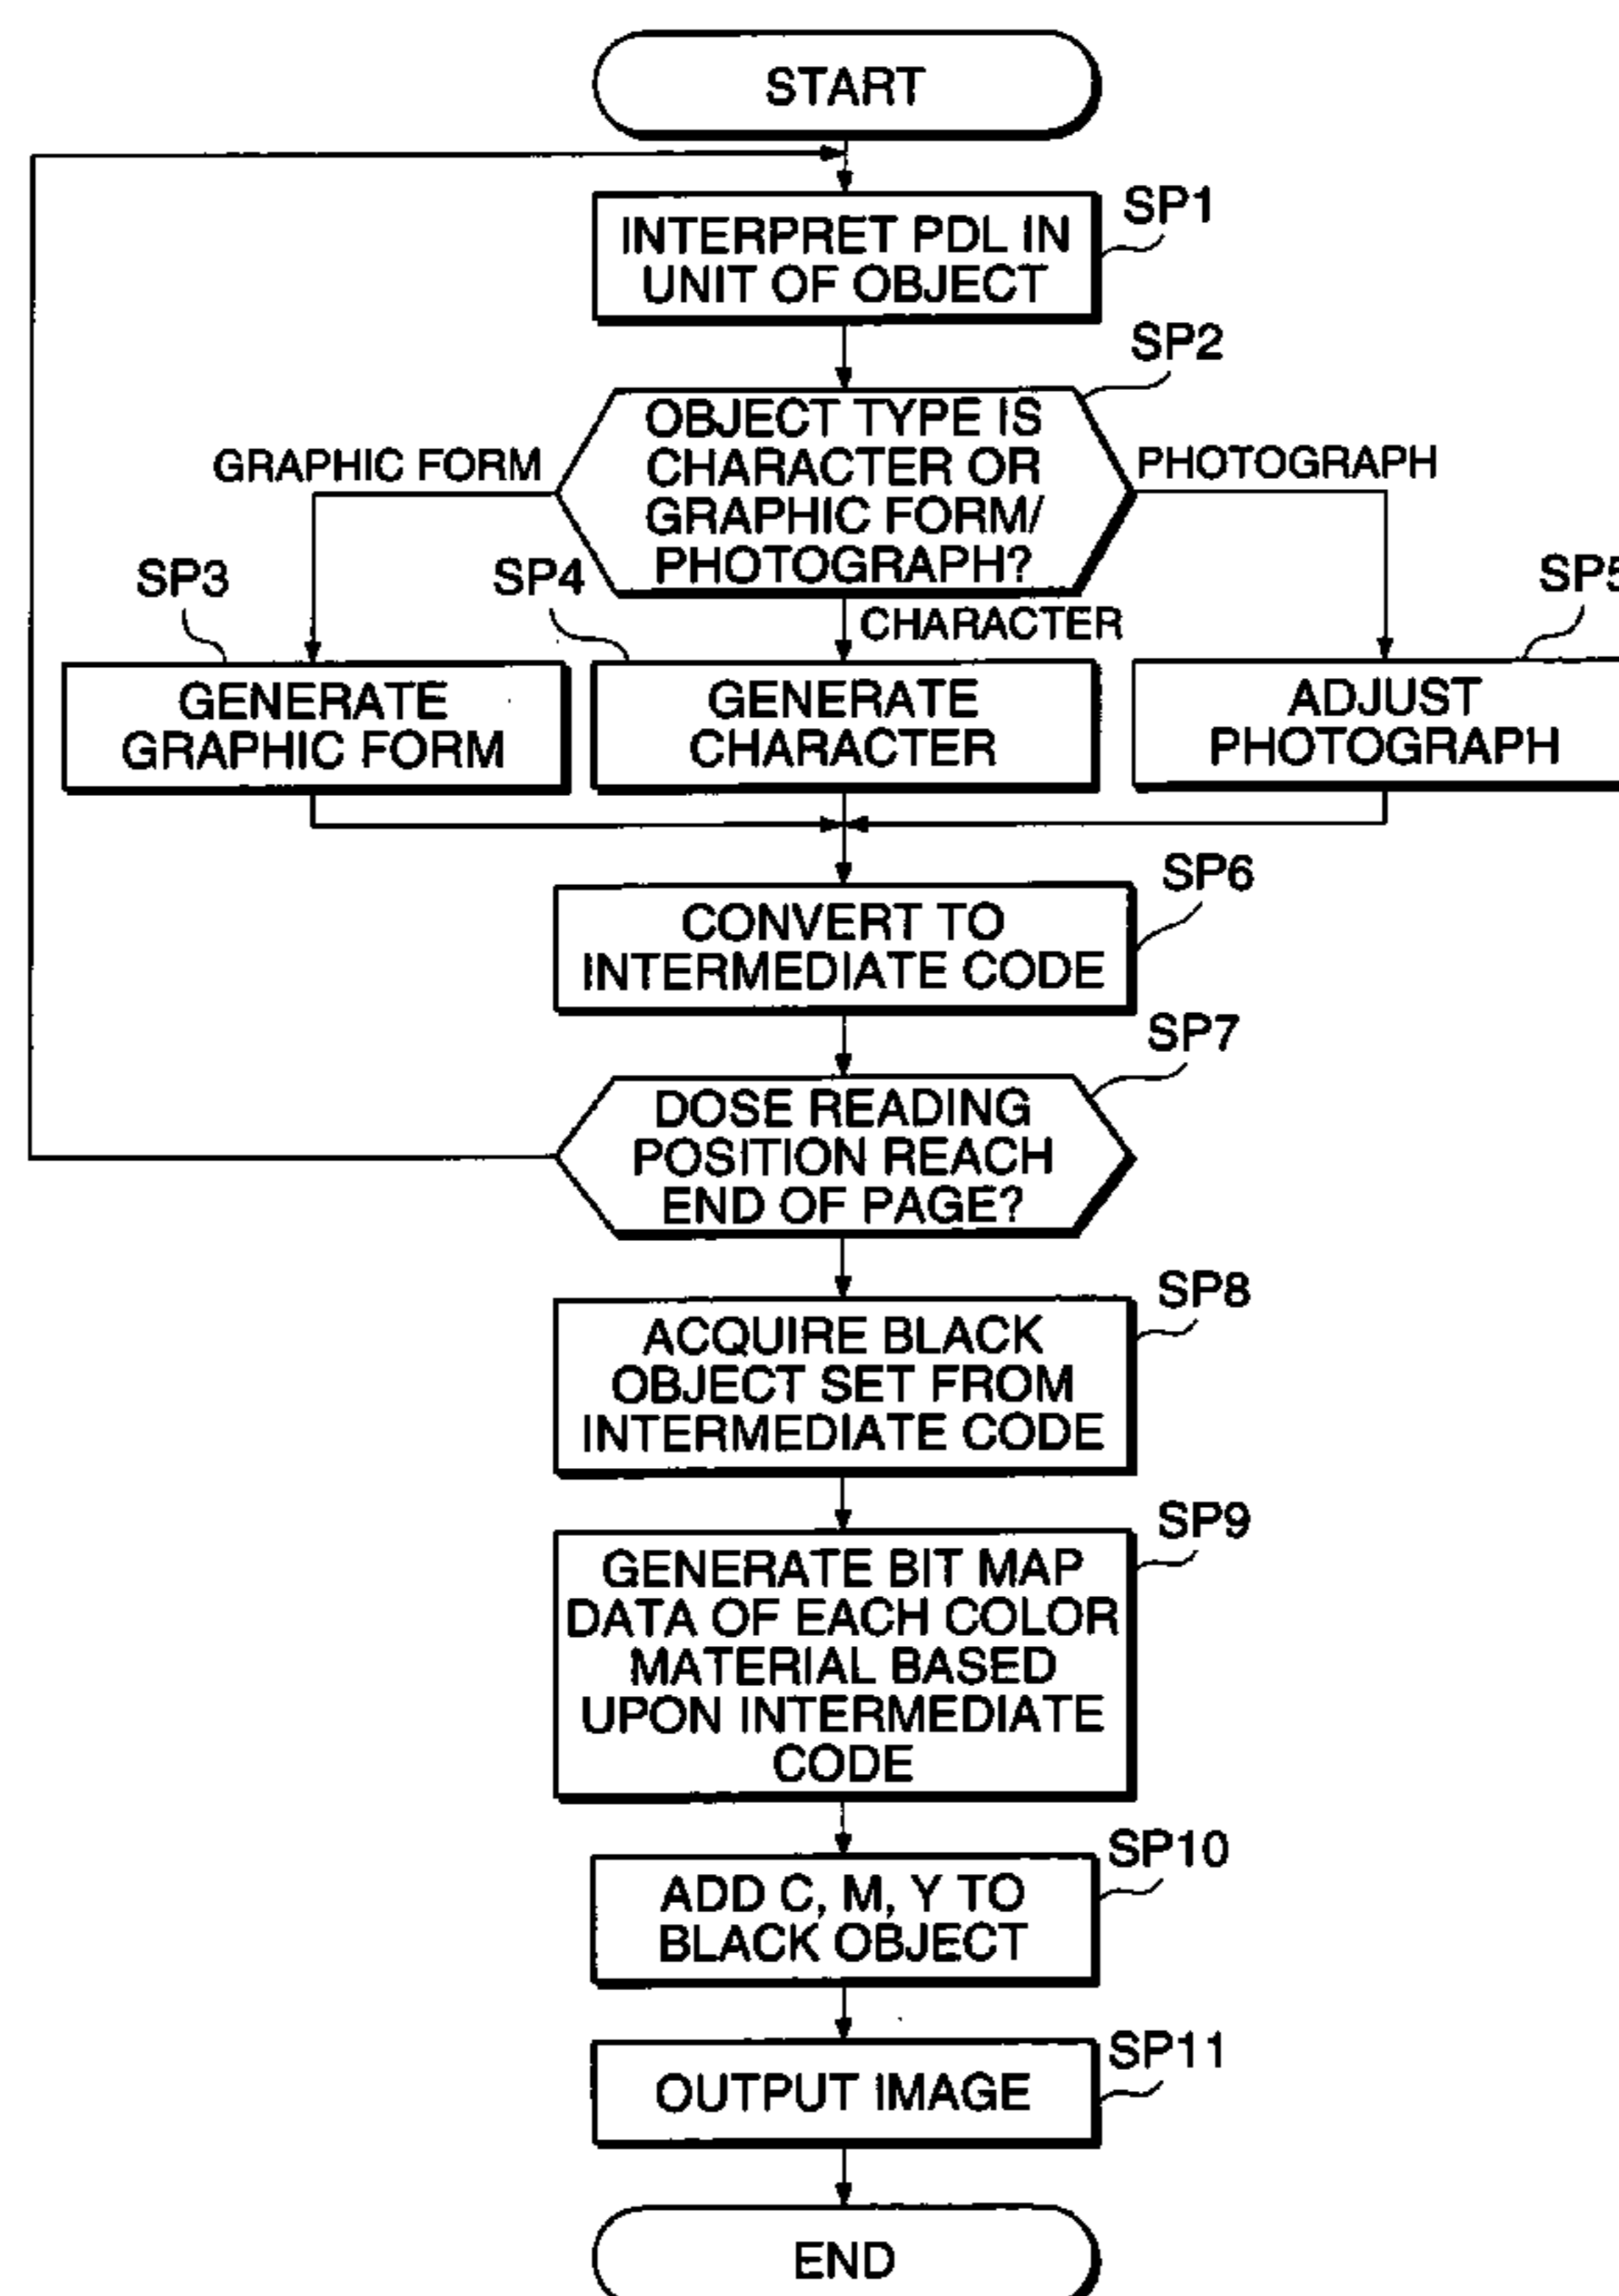 START
SP1
INTERPRET PDL IN
UNIT OF OBJECT
SP2
OBJECT TYPE IS
CHARACTER OR
GRAPHIC FORM/
PHOTOGRAPH?
GRAPHIC FORM
PHOTOGRAPH
CHARACTER
SP3
SP4
SP5
GENERATE
GRAPHIC FORM
GENERATE
CHARACTER
ADJUST
PHOTOGRAPH
SP6
CONVERT TO
INTERMEDIATE CODE
SP7
DOSE READING
POSITION REACH
END OF PAGE?
SP8
ACQUIRE BLACK
OBJECT SET FROM
INTERMEDIATE CODE
SP9
GENERATE BIT MAP
DATA OF EACH COLOR
MATERIAL BASED
UPON INTERMEDIATE
CODE
SP10
ADD C, M, Y TO
BLACK OBJECT
SP11
OUTPUT IMAGE
END